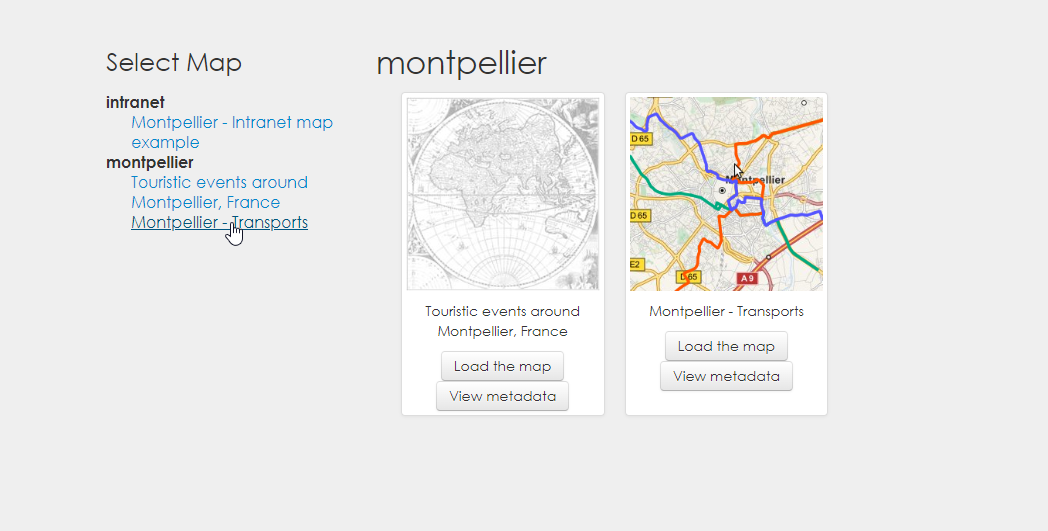 Select Map
intranet
Montpellier - Intranet map
example
montpellier
Touristic events around
Montpellier, France
Montpellier - Transports
montpellier
D 65
Montpellier
D 65
E2
D 65
A 9
Touristic events around
Montpellier, France
Load the map
View metadata
Montpellier - Transports
Load the map
View metadata